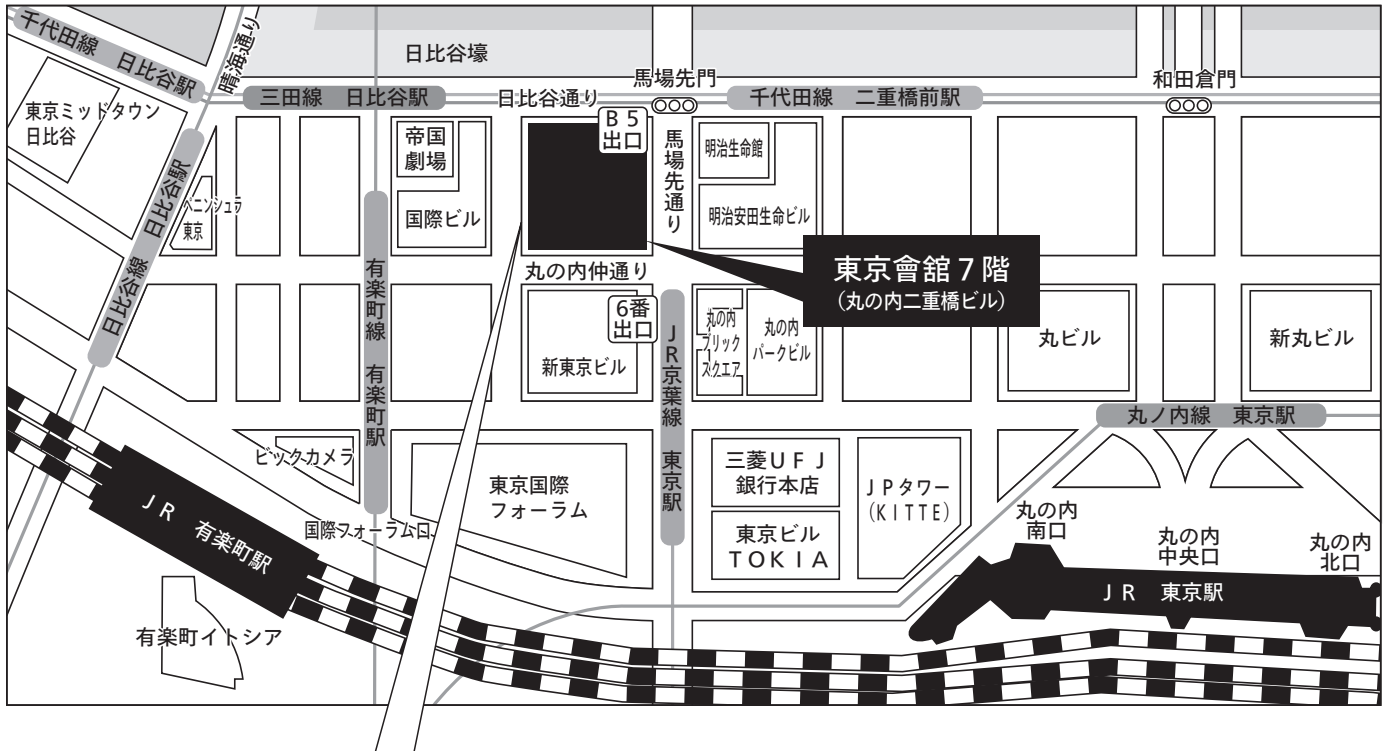 千代田線　日比谷駅
晴海通り
日比谷壕
馬場先門
和田倉門
三田線　日比谷駅
日比谷通り
千代田線　二重橋前駅
東京ミッドタウン
日比谷
B 5
出口
帝国
劇場
国際ビル
馬場先通り
明治生命館
明治安田生命ビル
日比谷線　日比谷駅
ペニンシュラ
東京
東京會舘 7 階
（丸の内二重橋ビル）
丸の内仲通り
有楽町線　有楽町駅
6番
出口
新東京ビル
JR京葉線　東京駅
丸の内
ブリック
スクエア
丸の内
パークビル
丸ビル
新丸ビル
丸ノ内線　東京駅
ビックカメラ
東京国際
フォーラム
三菱ＵＦＪ
銀行本店
ＪＰタワー
（KITTE）
国際フォーラム口
東京ビル
ＴＯＫＩＡ
丸の内
南口
丸の内
中央口
丸の内
北口
ＪＲ　有楽町駅
ＪＲ　東京駅
有楽町イトシア